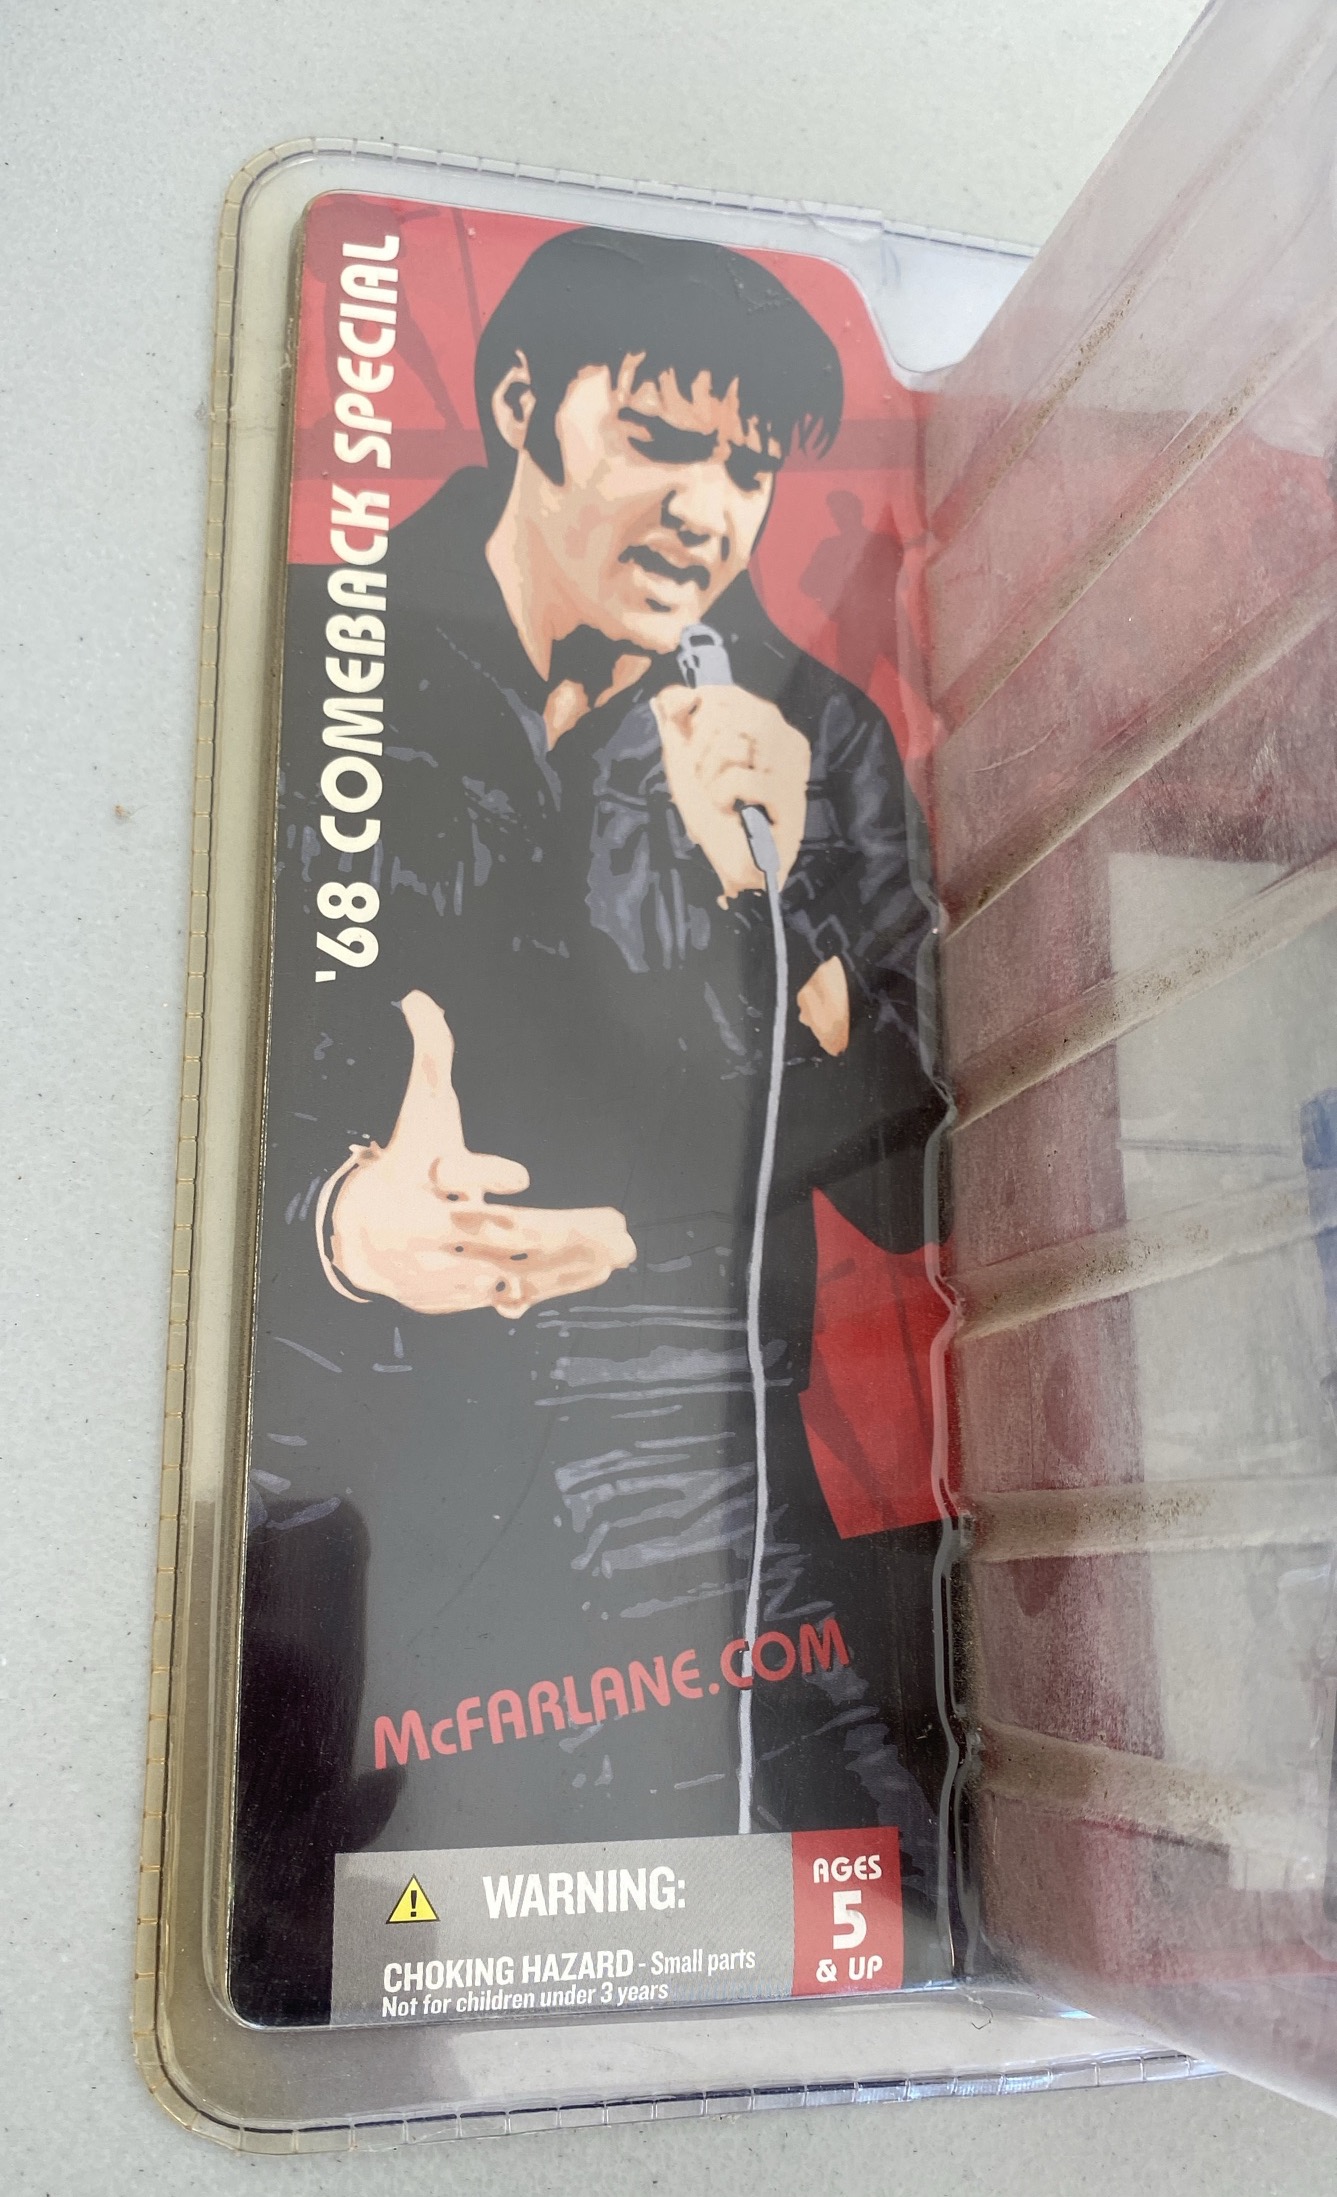 '68 COMEBACK SPECIAL
McFARLANE.COM
WARNING:
CHOKING HAZARD - Small parts
Not for children under 3 years
AGES
5
& UP